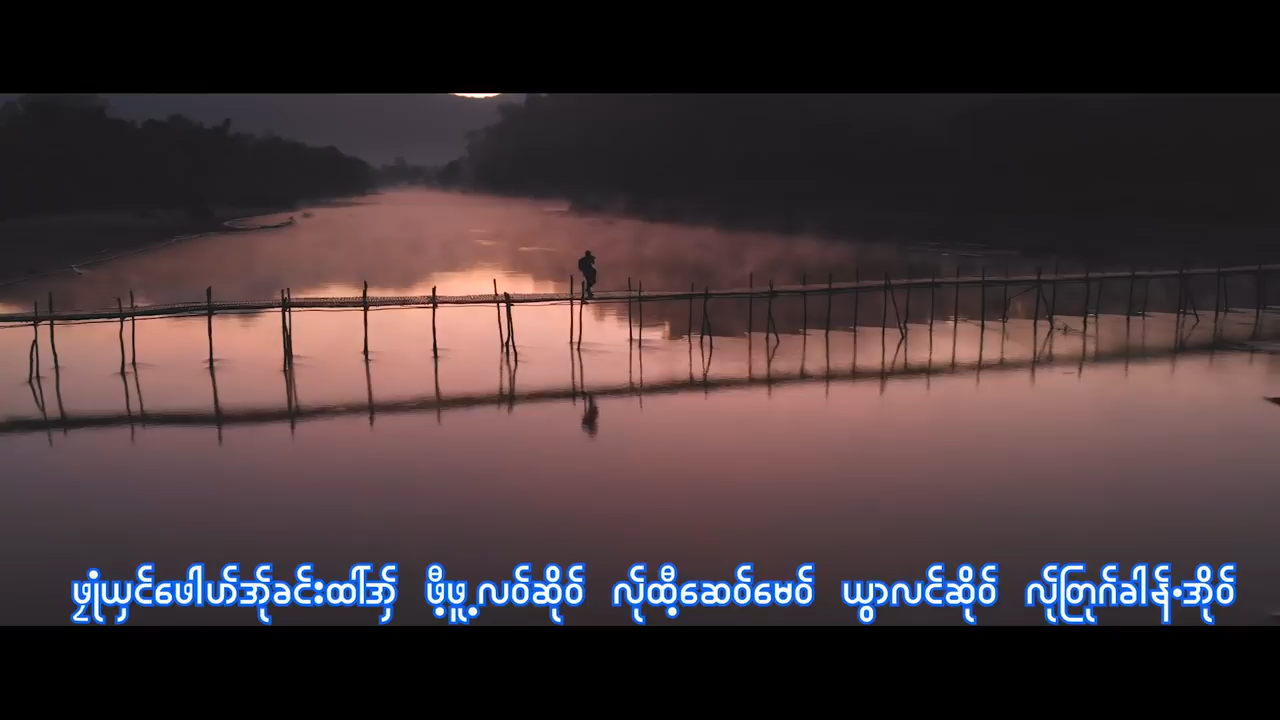 ဖၠုံယှင်ဖေါဟ်အှ်ခင်းထါ်အှ် ဖံ့ၪဖူ့ လဝ်ဆိုဝ် လ်ုထီ့ဆေဝ်ဗေဝ် ယွာလင်ဆိုဝ် လ်ုတြုဂ်ခါန်ႉအိုဝ်